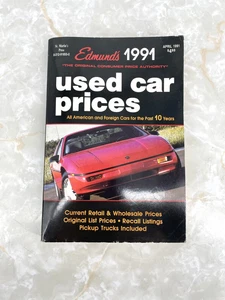 Edmund's 1991
"THE ORIGINAL CONSUMER PRICE AUTHORITY"
APRIL 1991
used car
prices
All American and Foreign Cars for the Past 10 Years
Current Retail & Wholesale Prices
Original List Prices • Recall Listings
Pickup Trucks Included